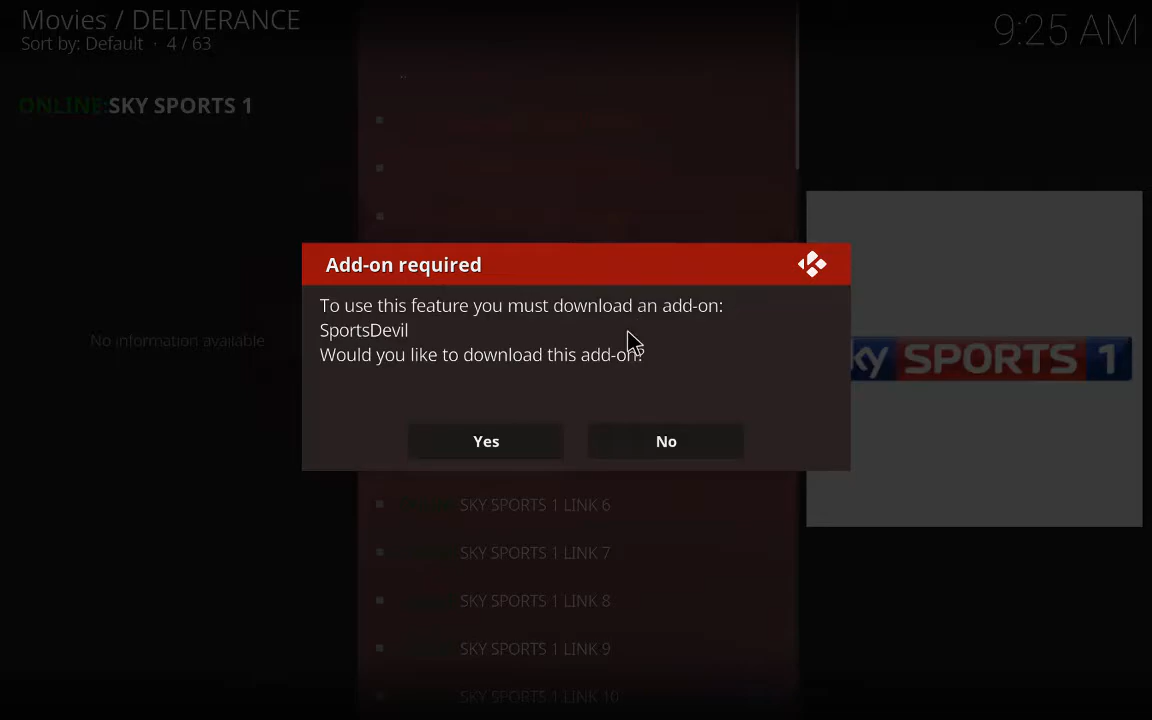 Movies / DELIVERANCE
Sort by: Default · 4 / 63
9:25 AM
..
ONLINE:SKY SPORTS 1
Add-on required
To use this feature you must download an add-on:
SportsDevil
Would you like to download this add-on?
No information available
sky SPORTS 1
Yes
No
SKY SPORTS 1 LINK 6
SKY SPORTS 1 LINK 7
SKY SPORTS 1 LINK 8
SKY SPORTS 1 LINK 9
SKY SPORTS 1 LINK 10